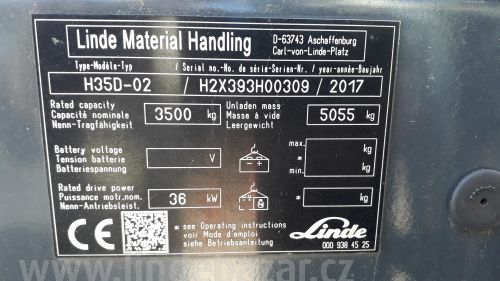 Linde Material Handling
D-63743 Aschaffenburg
Carl-von-Linde-Platz
Type-Modèle-Typ / Serial no.-No. de série-Serien-Nr. / year-année-Baujahr
H35D-02 / H2X393H00309 / 2017
Rated capacity
Capacité nominale
Nenn-Tragfähigkeit
3500 kg
Unladen mass
Masse à vide
Leergewicht
5055 kg
Battery voltage
Tension batterie
Batteriespannung
V
max. kg
*
min. kg
Rated drive power
Puissance motr.nom.
Nenn-Antriebsleist.
36 kW
* kg
* see Operating instructions
voir Mode d'emploi
siehe Betriebsanleitung
Linde
000 938 45 25
CE
www.lindebazar.cz